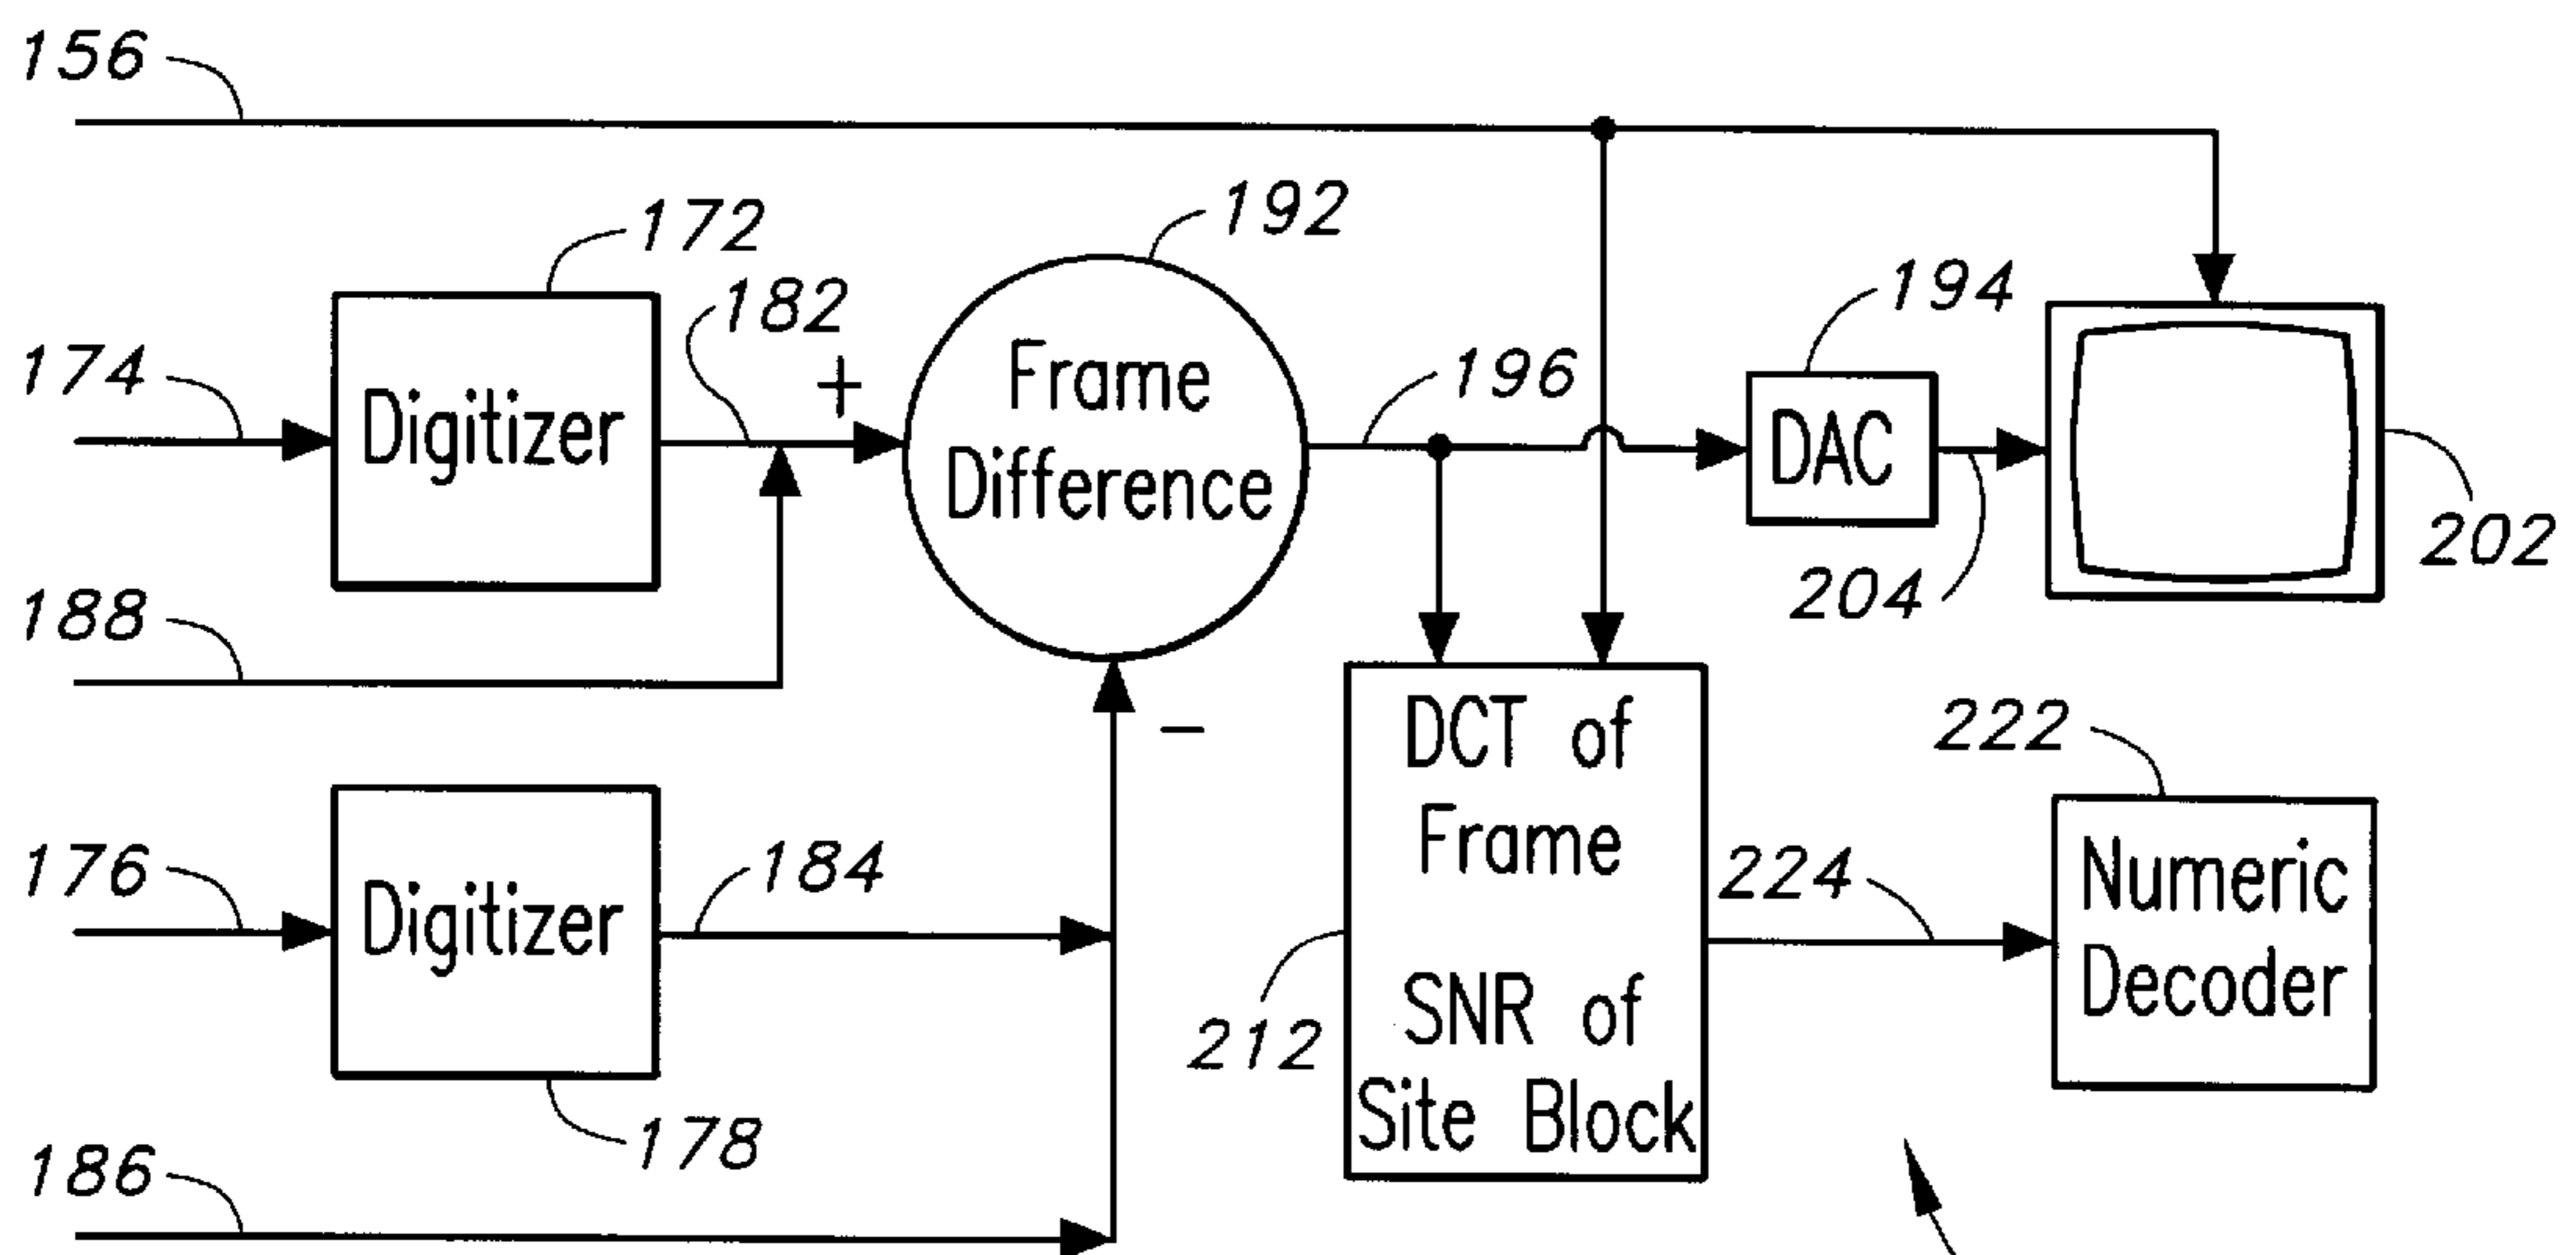 156
192
172
182
194
+
174
Digitizer
Frame
Difference
196
DAC
202
204
188
-
DCT of
Frame
SNR of
Site Block
222
176
Digitizer
184
224
Numeric
Decoder
212
178
186